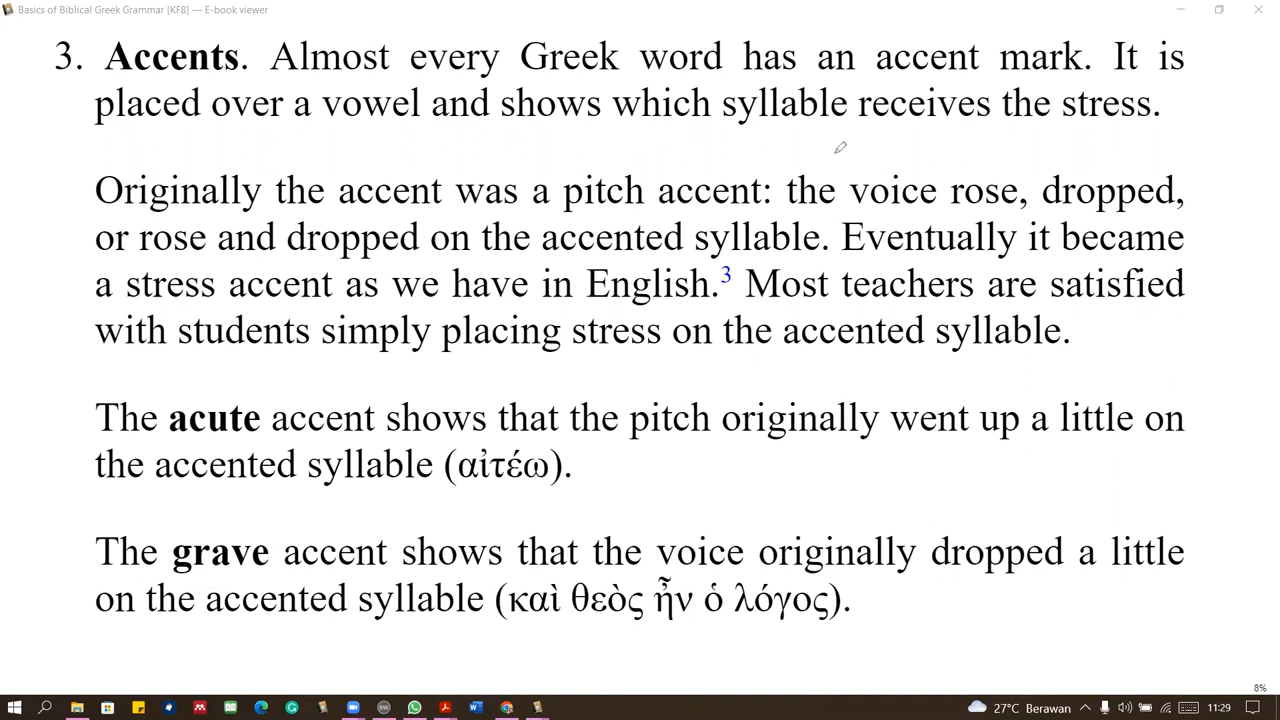 Basics of Biblical Greek Grammar [KF8] — E-book viewer
3. Accents. Almost every Greek word has an accent mark. It is
placed over a vowel and shows which syllable receives the stress.
Originally the accent was a pitch accent: the voice rose, dropped,
or rose and dropped on the accented syllable. Eventually it became
a stress accent as we have in English.3 Most teachers are satisfied
with students simply placing stress on the accented syllable.
The acute accent shows that the pitch originally went up a little on
the accented syllable (αἰτέω).
The grave accent shows that the voice originally dropped a little
on the accented syllable (καὶ θεὸς ἦν ὁ λόγος).
8%
27°C Berawan 11:29